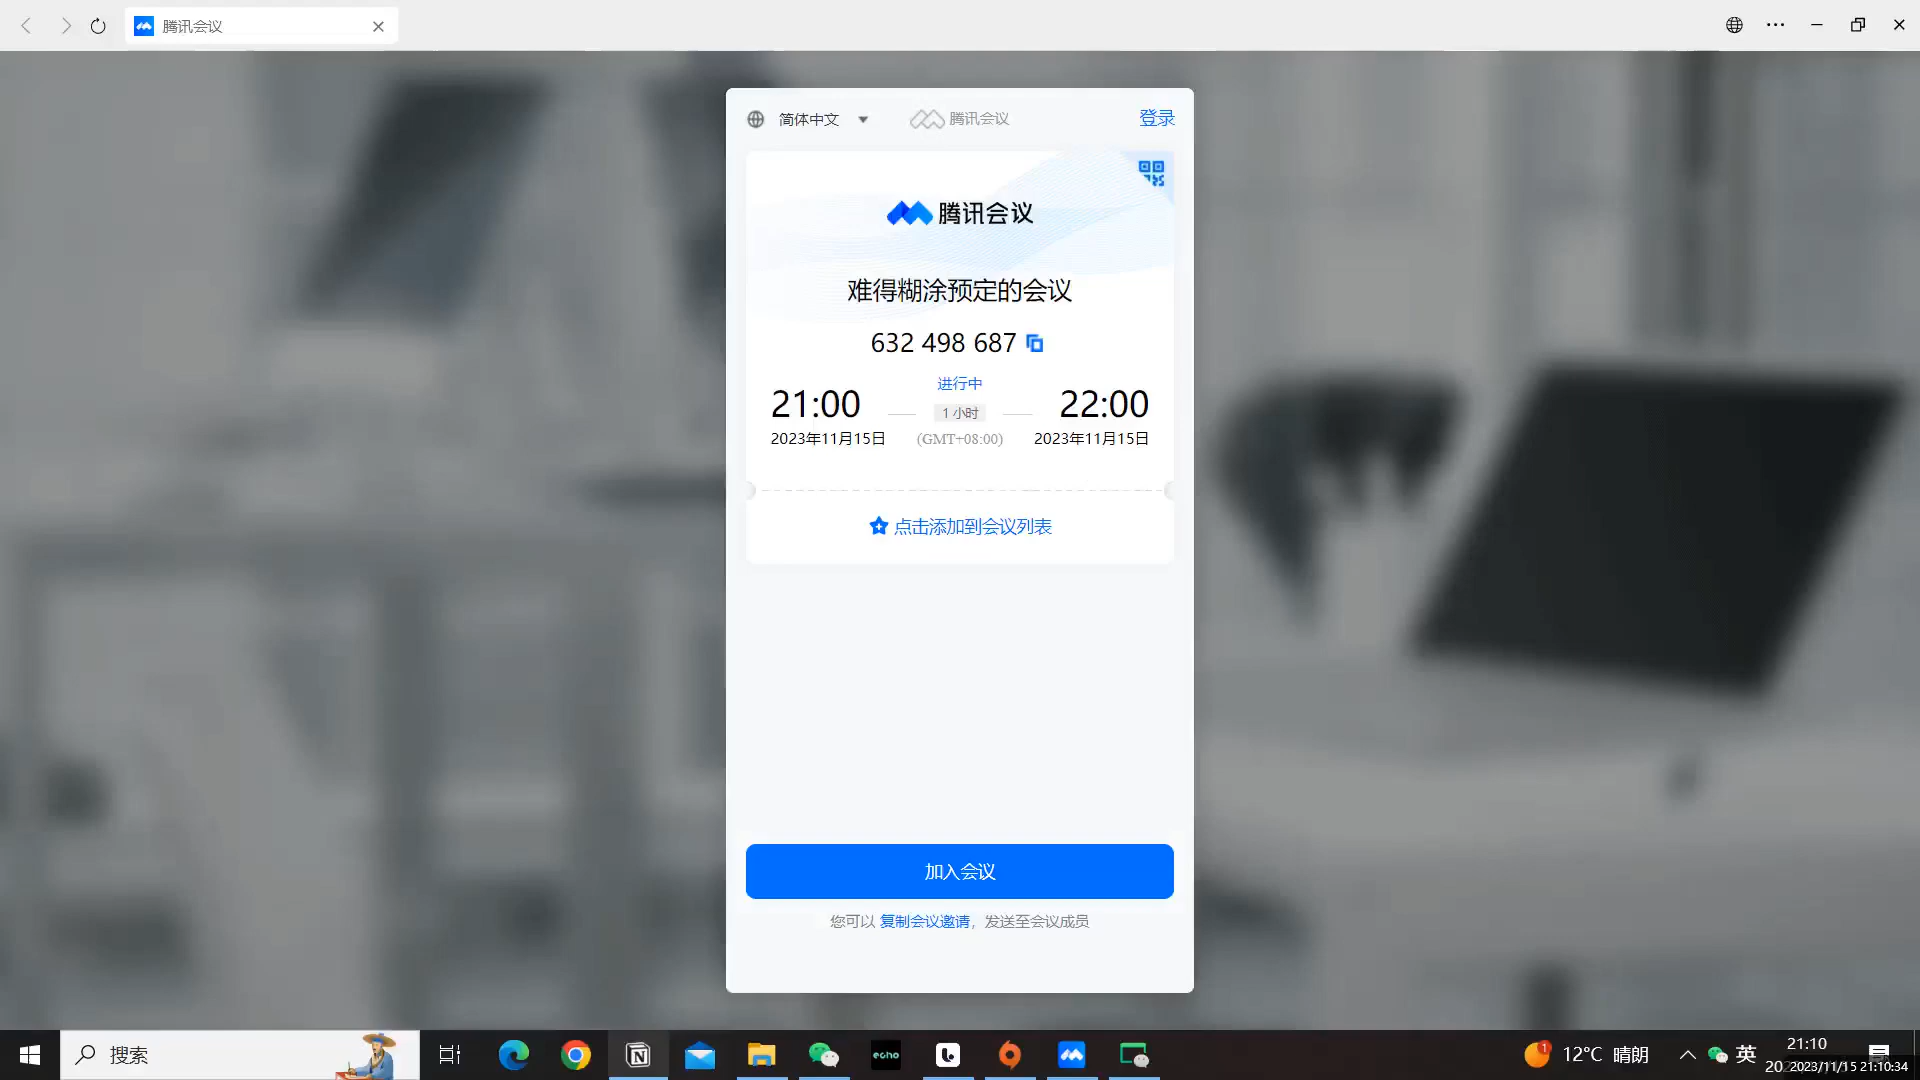 腾讯会议
简体中文
腾讯会议
登录
腾讯会议
难得糊涂预定的会议
632 498 687
进行中
21:00
1 小时
22:00
2023年11月15日
(GMT+08:00)
2023年11月15日
点击添加到会议列表
加入会议
您可以 复制会议邀请，发送至会议成员
搜索
echo
1
12°C 晴朗
英
21:10
2023/11/15 21:10:34